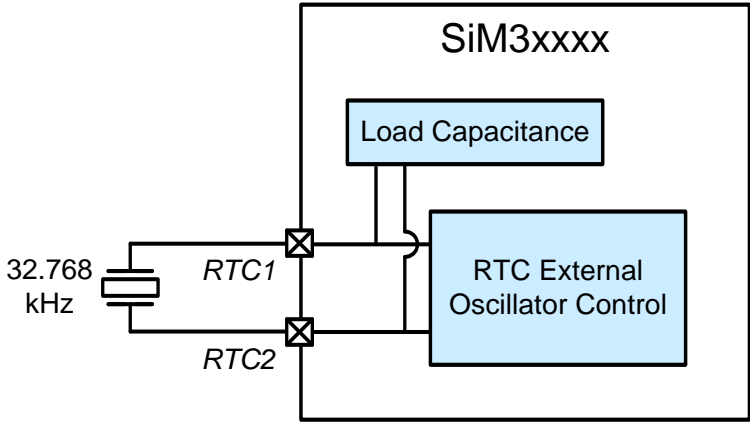 SiM3xxxx
Load Capacitance
32.768
kHz
RTC1
RTC2
RTC External
Oscillator Control